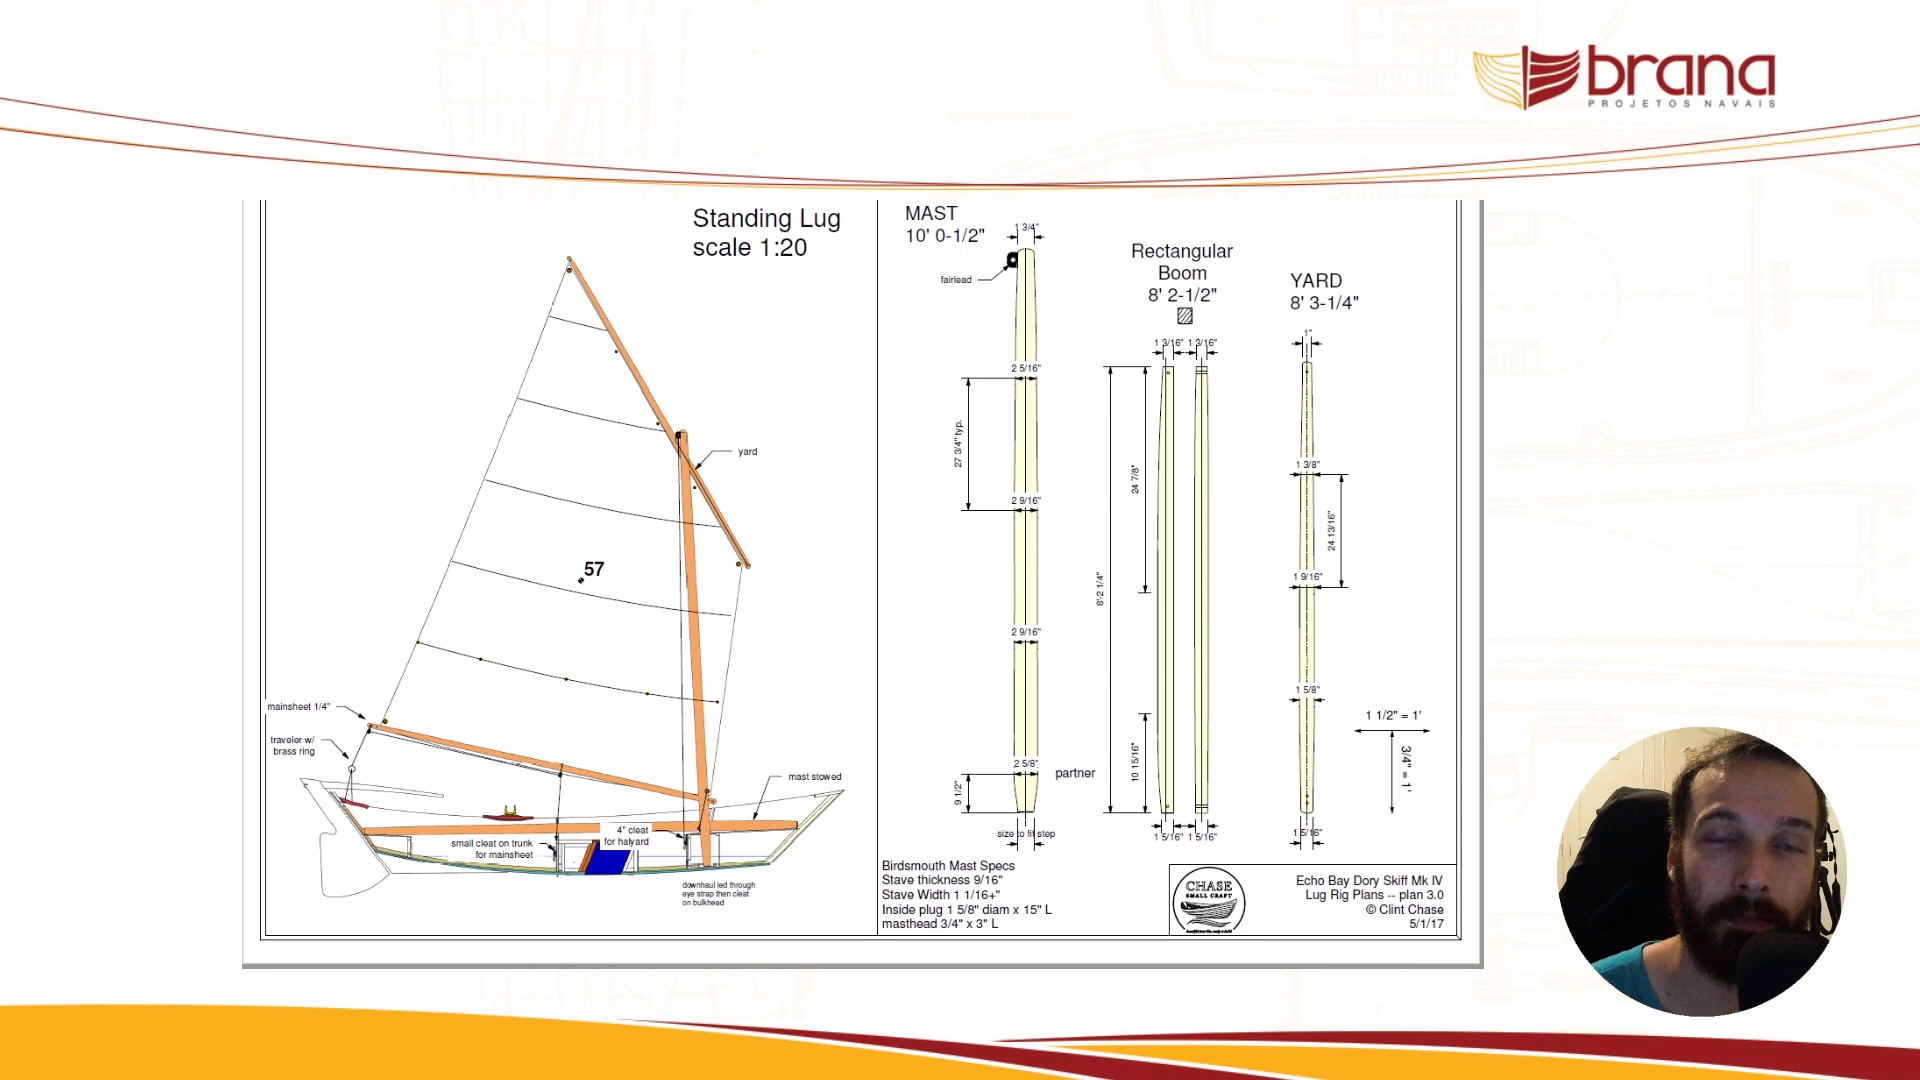 brana
PROJETOS NAVAIS
Standing Lug
scale 1:20
yard
57
mainsheet 1/4"
traveler w/
brass ring
mast stowed
4" cleat
for halyard
small cleat on trunk
for mainsheet
downhaul led through
eye strap then cleat
on bulkhead
MAST
10' 0-1/2"
1 3/4"
fairlead
2 5/16"
27 3/4" typ.
2 9/16"
2 9/16"
2 5/8"
partner
9 1/2"
size to fit step
Birdsmouth Mast Specs
Stave thickness 9/16"
Stave Width 1 1/16+"
Inside plug 1 5/8" diam x 15" L
masthead 3/4" x 3" L
Rectangular
Boom
8' 2-1/2"
1 3/16" 1 3/16"
24 7/8"
8'-2 1/4"
10 15/16"
1 5/16" 1 5/16"
YARD
8' 3-1/4"
1"
1 3/8"
24 13/16"
1 9/16"
1 5/8"
1 5/16"
1 1/2" = 1'
3/4" = 1'
CHASE
SMALL CRAFT
Echo Bay Dory Skiff Mk IV
Lug Rig Plans -- plan 3.0
© Clint Chase
5/1/17